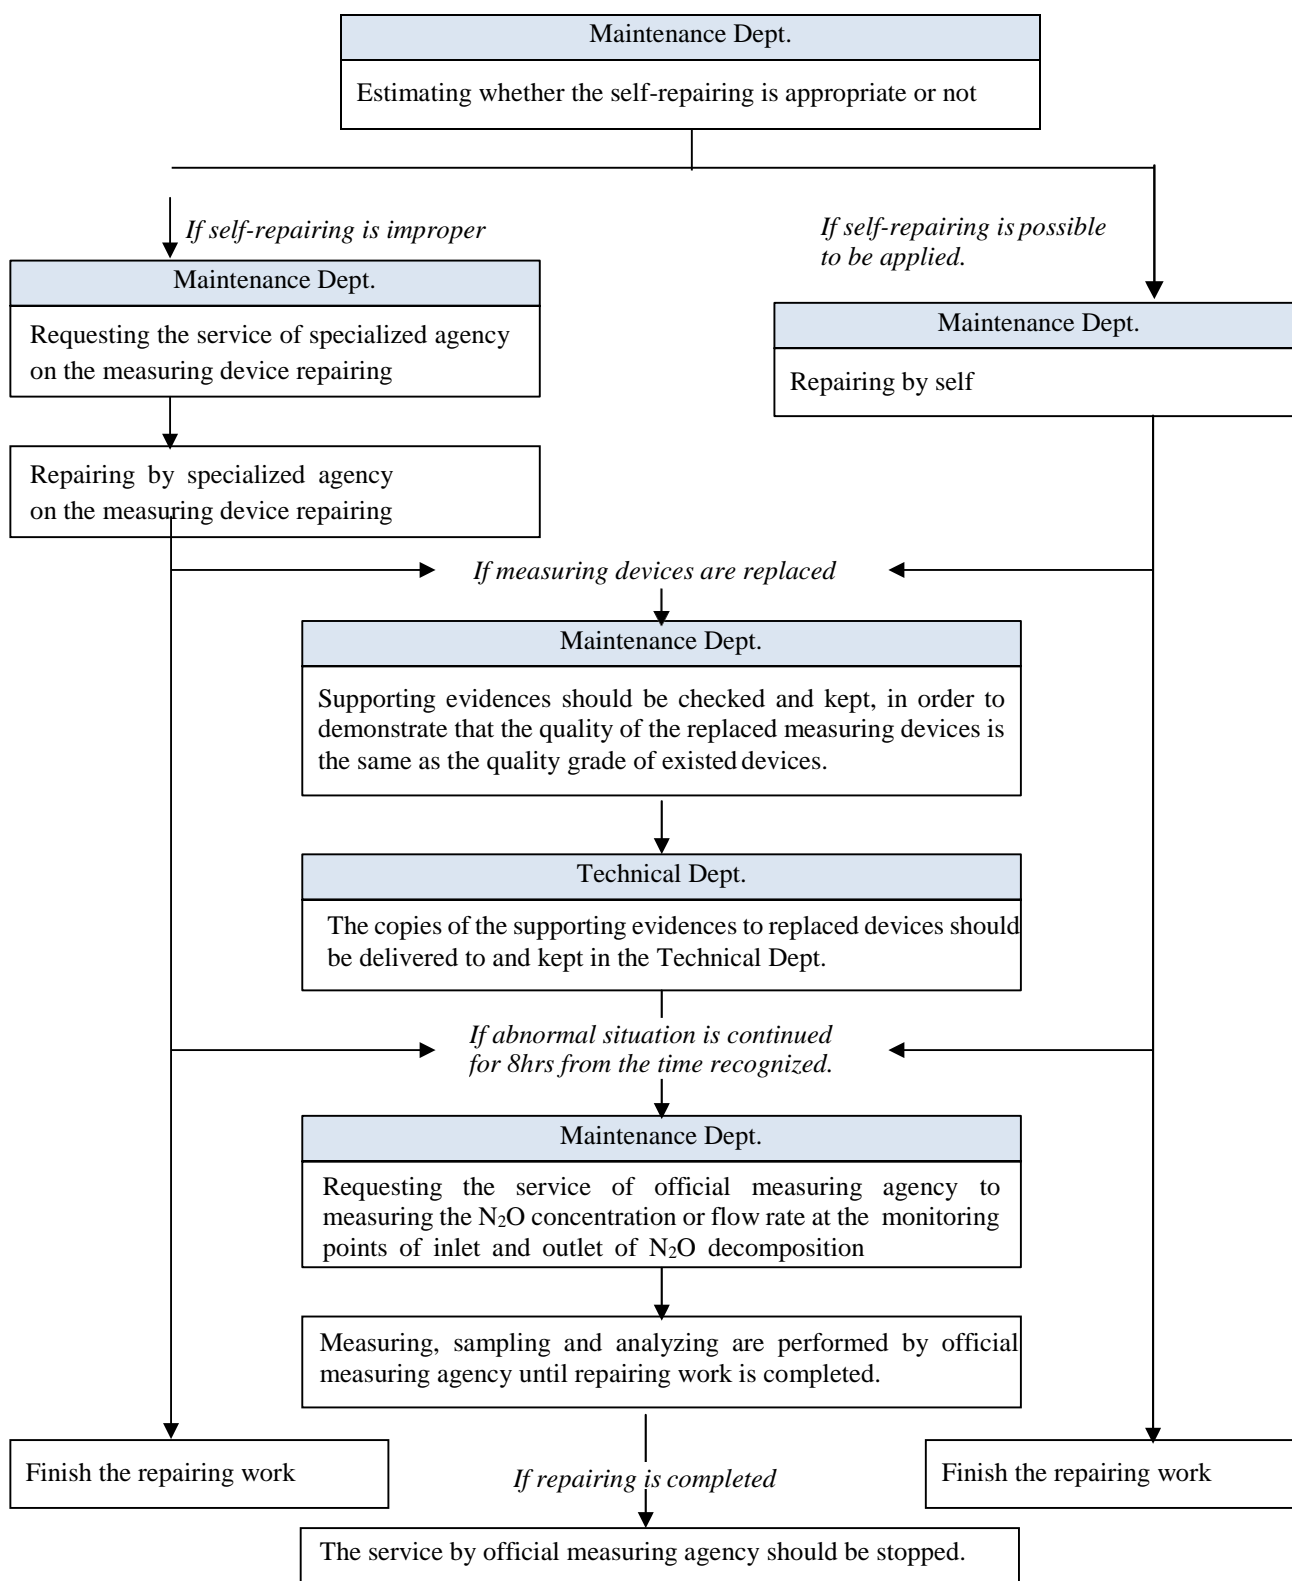 Maintenance Dept.
Estimating whether the self-repairing is appropriate or not
If self-repairing is improper
If self-repairing is possible
to be applied.
Maintenance Dept.
Requesting the service of specialized agency
on the measuring device repairing
Maintenance Dept.
Repairing by self
Repairing by specialized agency
on the measuring device repairing
If measuring devices are replaced
Maintenance Dept.
Supporting evidences should be checked and kept, in order to
demonstrate that the quality of the replaced measuring devices is
the same as the quality grade of existed devices.
Technical Dept.
The copies of the supporting evidences to replaced devices should
be delivered to and kept in the Technical Dept.
If abnormal situation is continued
for 8hrs from the time recognized.
Maintenance Dept.
Requesting the service of official measuring agency to
measuring the N₂O concentration or flow rate at the monitoring
points of inlet and outlet of N₂O decomposition
Measuring, sampling and analyzing are performed by official
measuring agency until repairing work is completed.
Finish the repairing work
If repairing is completed
Finish the repairing work
The service by official measuring agency should be stopped.